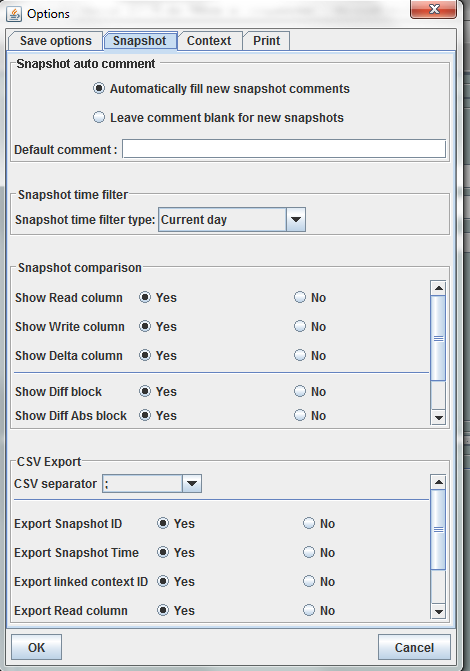 Options
Save options Snapshot Context Print
Snapshot auto comment
Automatically fill new snapshot comments
Leave comment blank for new snapshots
Default comment :
Snapshot time filter
Snapshot time filter type: Current day
Snapshot comparison
Show Read column Yes No
Show Write column Yes No
Show Delta column Yes No
Show Diff block Yes No
Show Diff Abs block Yes No
CSV Export
CSV separator ;
Export Snapshot ID Yes No
Export Snapshot Time Yes No
Export linked context ID Yes No
Export Read column Yes No
OK Cancel